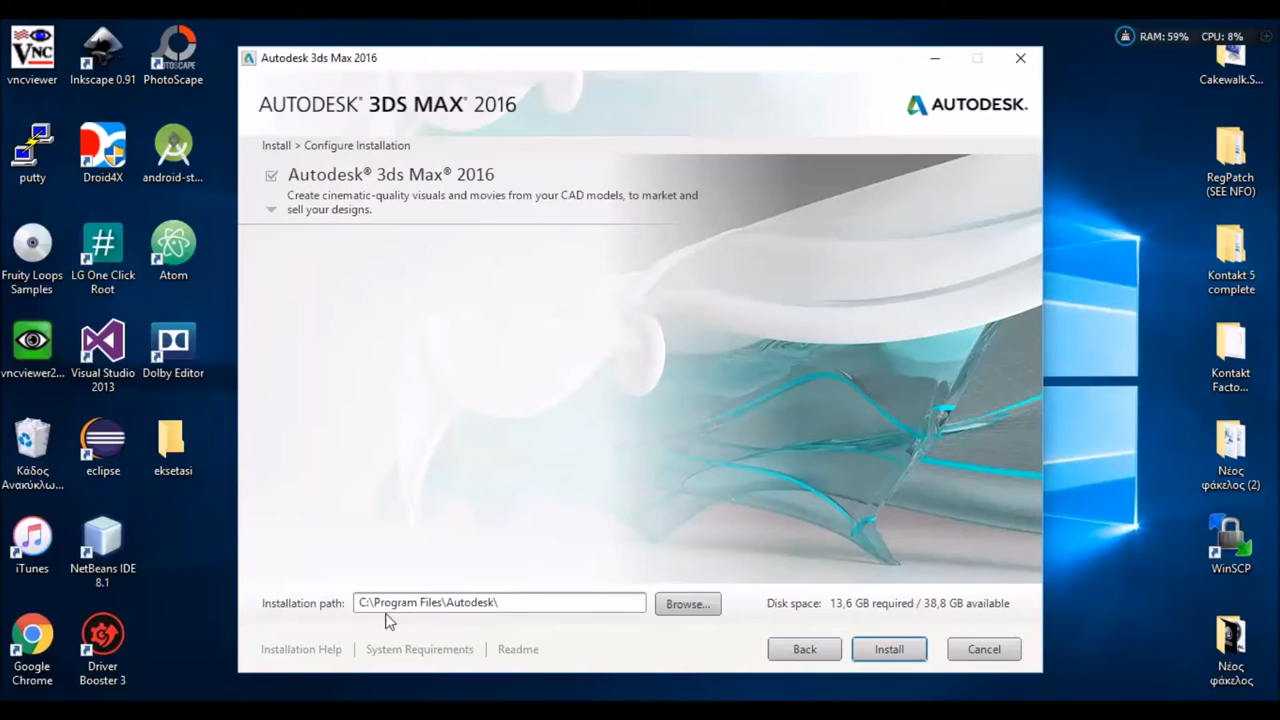 RAM: 59% CPU: 8%
vncviewer
Inkscape 0.91
PhotoScape
putty
Droid4X
android-st...
Fruity Loops
Samples
LG One Click
Root
Atom
vncviewer2...
Visual Studio
2013
Dolby Editor
Κάδος
Ανακύκλω...
eclipse
eksetasi
iTunes
NetBeans IDE
8.1
Google
Chrome
Driver
Booster 3
Autodesk 3ds Max 2016
AUTODESK® 3DS MAX® 2016
AUTODESK.
Install > Configure Installation
Autodesk® 3ds Max® 2016
Create cinematic-quality visuals and movies from your CAD models, to market and
sell your designs.
Installation path: C:\Program Files\Autodesk\ Browse... Disk space: 13,6 GB required / 38,8 GB available
Installation Help | System Requirements | Readme Back Install Cancel
Cakewalk.S...
RegPatch
(SEE NFO)
Kontakt 5
complete
Kontakt
Facto...
Νέος
φάκελος (2)
WinSCP
Νέος
φάκελος